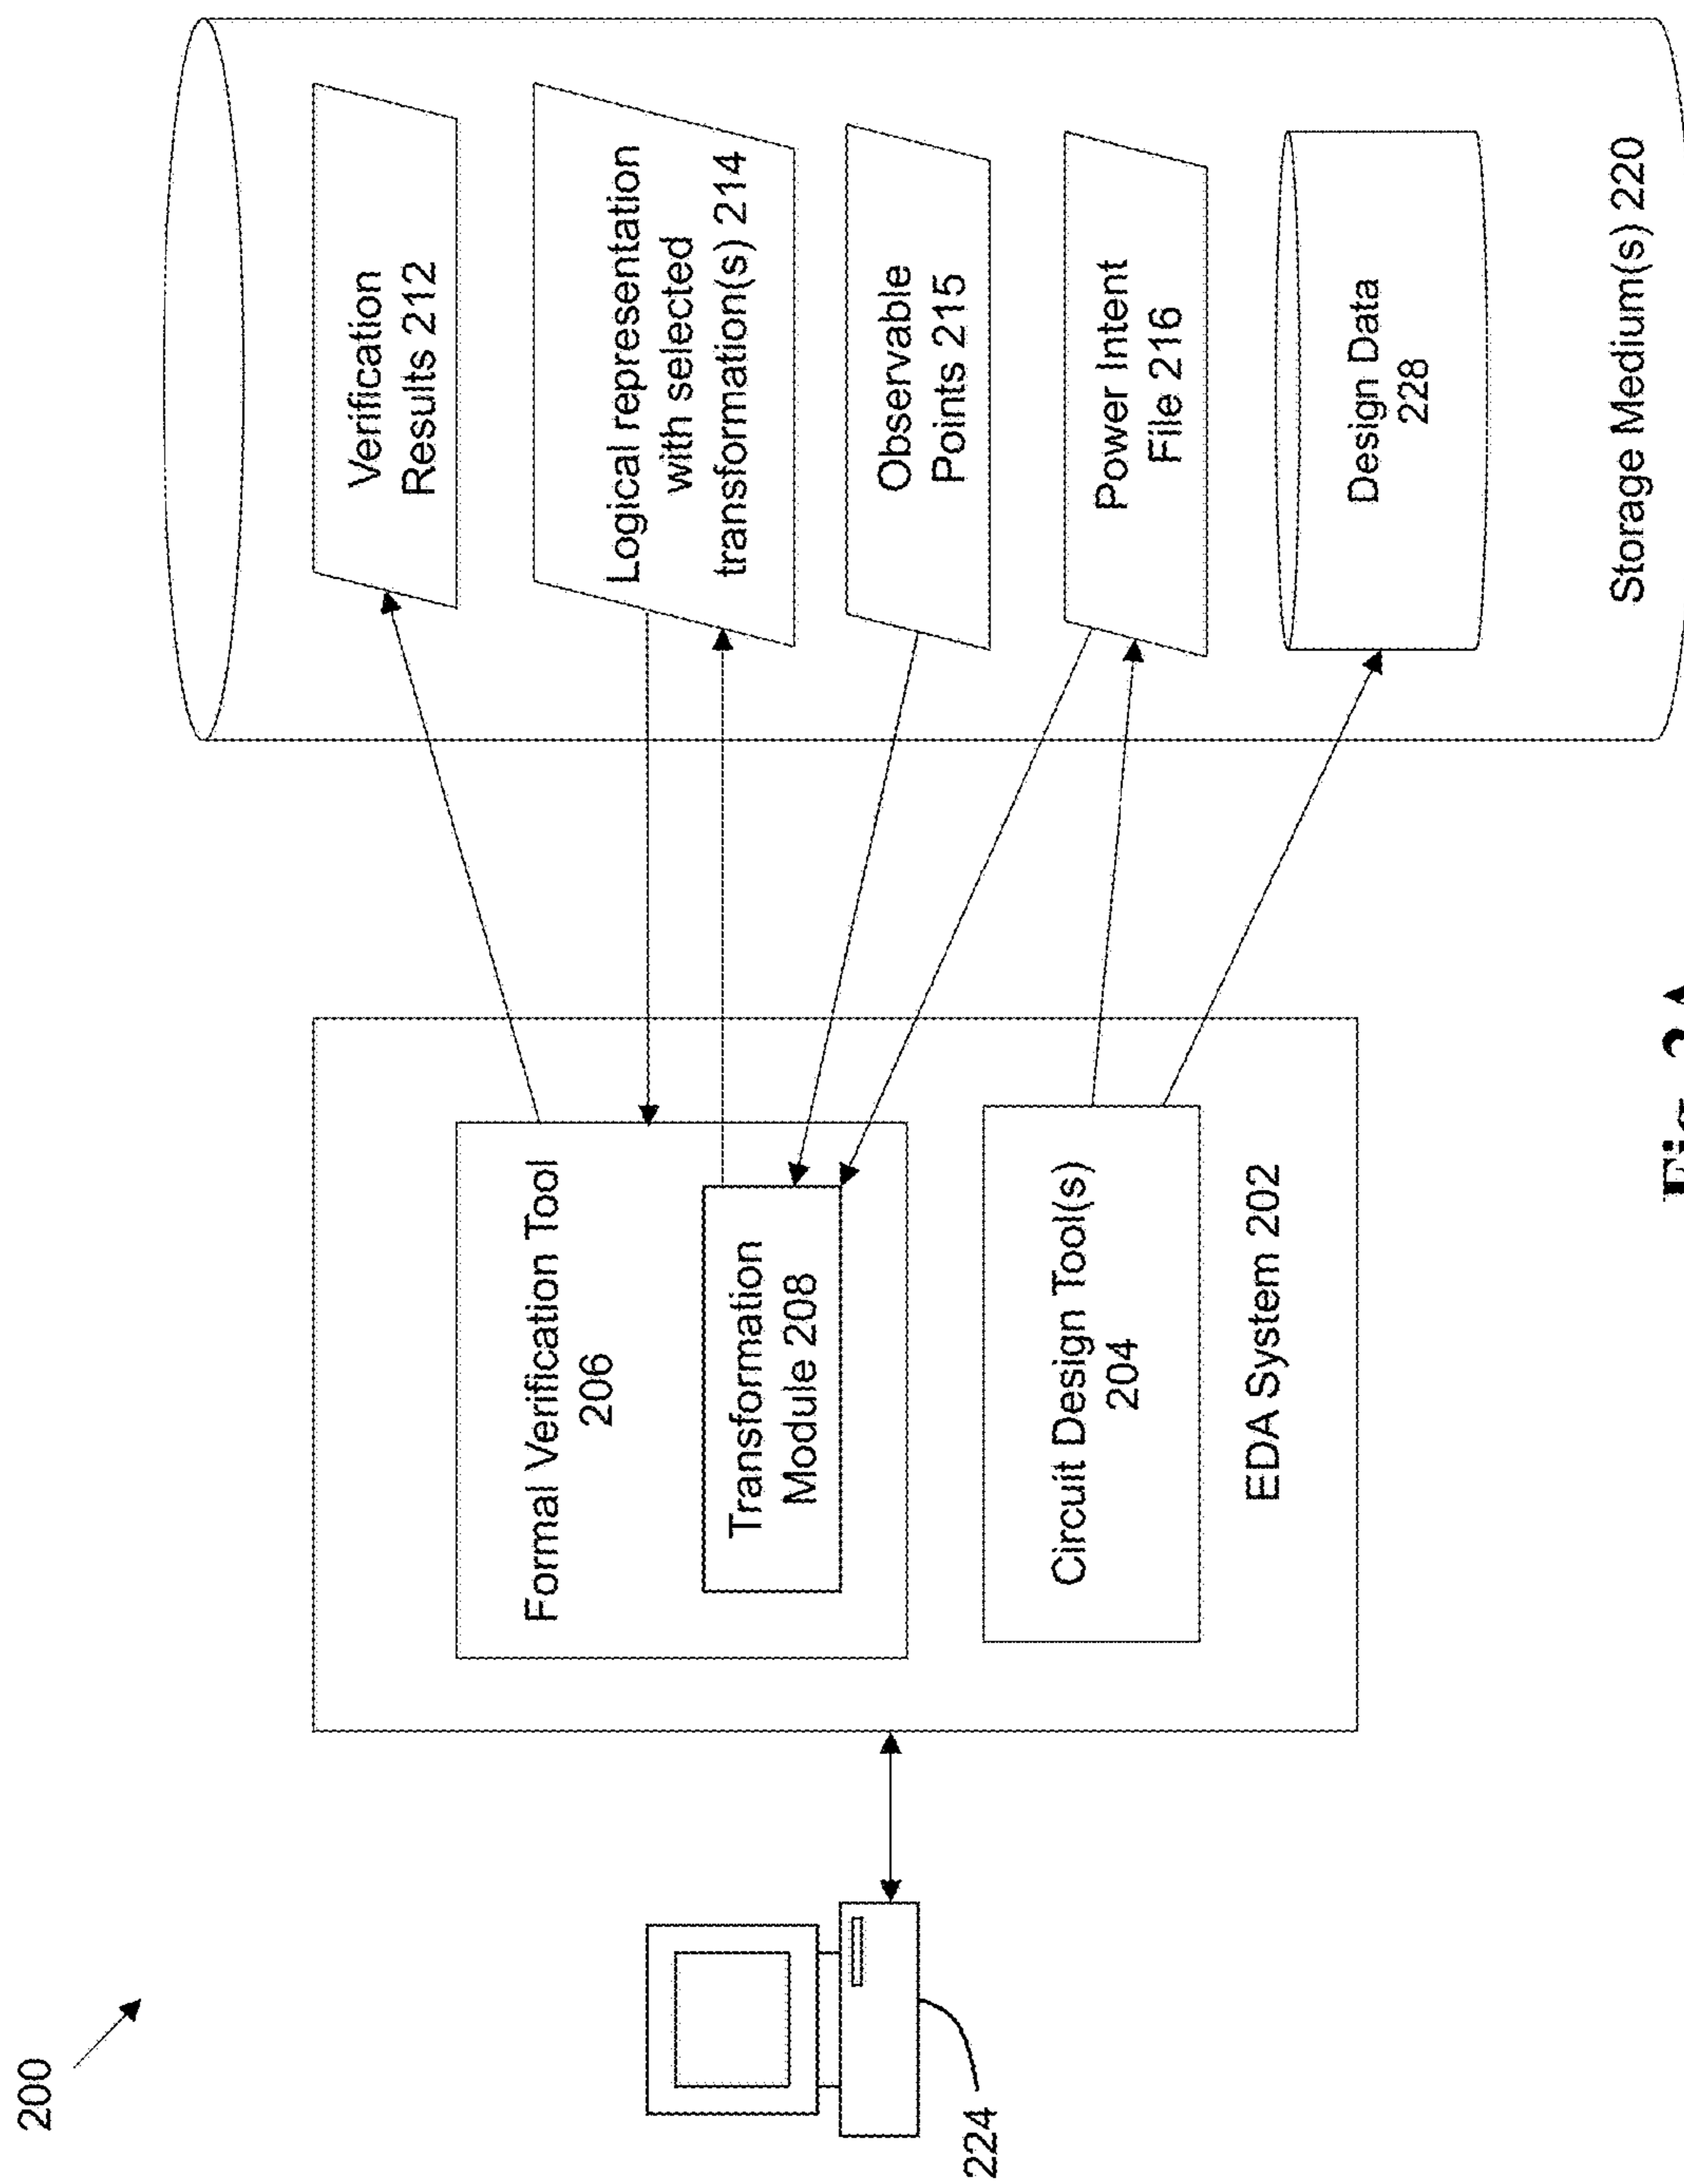 200
224
Formal Verification Tool
206
Transformation
Module 208
Circuit Design Tool(s)
204
EDA System 202
Verification
Results 212
Logical representation
with selected
transformation(s) 214
Observable
Points 215
Power Intent
File 216
Design Data
228
Storage Medium(s) 220
Fig. 2A